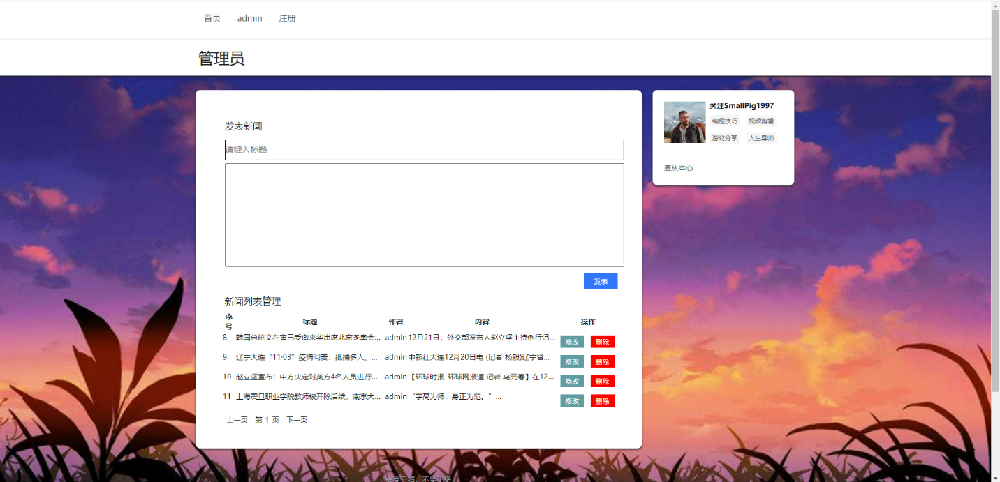 首页 admin 注册
管理员
发表新闻
请键入标题
发表
新闻列表管理
序号 标题 作者 内容 操作
8 韩国总统文在寅已受邀来华出席北京冬奥会... admin 12月21日，外交部发言人赵立坚主持例行记... 修改 删除
9 辽宁大连“11·03”疫情问责：批捕多人、... admin 中新社大连12月20日电 (记者 杨毅)辽宁省... 修改 删除
10 赵立坚宣布：中方决定对美方4名人员进行... admin 【环球时报-环球网报道 记者 乌元春】在12... 修改 删除
11 上海震旦职业学院教师被开除后续，南京大... admin “学高为师，身正为范。”... 修改 删除
上一页 第 1 页 下一页
关注SmallPig1997
编程技巧 视频剪辑
游戏分享 人生导师
遵从本心